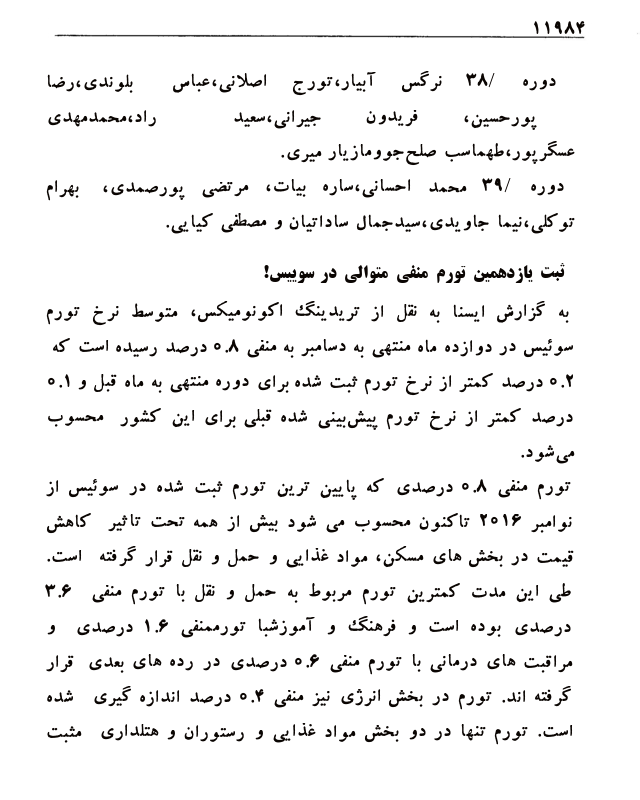 ۱۱۹۸۴
دوره /۳۸ نرگس آبیار،تورج اصلانی،عباس بلوندی،رضا
پورحسین، فریدون جیرانی،سعید راد،محمدمهدی
عسگرپور،طهماسب صلح‌جوومازیار میری.
دوره /۳۹ محمد احسانی،ساره بیات، مرتضی پورصمدی، بهرام
توکلی،نیما جاویدی،سیدجمال ساداتیان و مصطفی کیایی.
ثبت یازدهمین تورم منفی متوالی در سوییس!
به گزارش ایسنا به نقل از تریدینگ اکونومیکس، متوسط نرخ تورم
سوئیس در دوازده ماه منتهی به دسامبر به منفی ۰.۸ درصد رسیده است که
۰.۲ درصد کمتر از نرخ تورم ثبت شده برای دوره منتهی به ماه قبل و ۰.۱
درصد کمتر از نرخ تورم پیش‌بینی شده قبلی برای این کشور محسوب
می‌شود.
تورم منفی ۰.۸ درصدی که پایین ترین تورم ثبت شده در سوئیس از
نوامبر ۲۰۱۶ تاکنون محسوب می شود بیش از همه تحت تاثیر کاهش
قیمت در بخش های مسکن، مواد غذایی و حمل و نقل قرار گرفته است.
طی این مدت کمترین تورم مربوط به حمل و نقل با تورم منفی ۳.۶
درصدی بوده است و فرهنگ و آموزشبا تورممنفی ۱.۶ درصدی و
مراقبت های درمانی با تورم منفی ۰.۶ درصدی در رده های بعدی قرار
گرفته اند. تورم در بخش انرژی نیز منفی ۰.۴ درصد اندازه گیری شده
است. تورم تنها در دو بخش مواد غذایی و رستوران و هتلداری مثبت